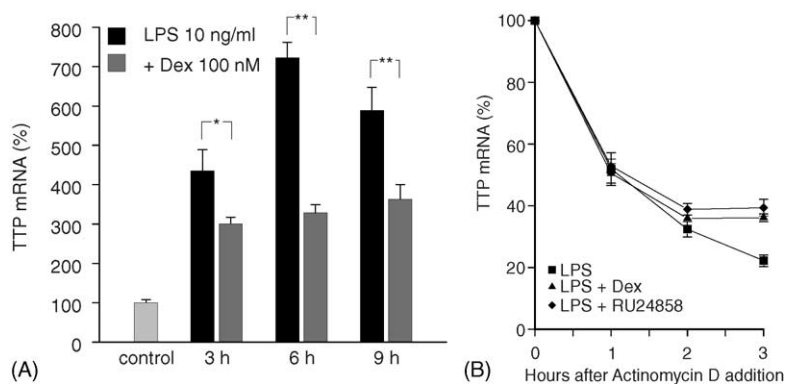 800
700
600
500
400
300
200
100
TTP mRNA (%)
LPS 10 ng/ml
+ Dex 100 nM
*
**
**
control
3 h
6 h
9 h
(A)
100
80
60
40
20
0
TTP mRNA (%)
LPS
LPS + Dex
LPS + RU24858
0
1
2
3
Hours after Actinomycin D addition
(B)